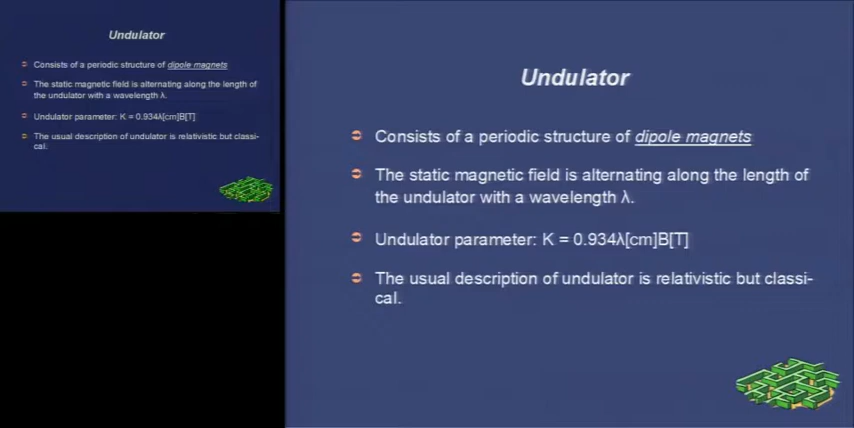 Undulator
Consists of a periodic structure of dipole magnets
The static magnetic field is alternating along the length of
the undulator with a wavelength λ.
Undulator parameter: K = 0.934λ[cm]B[T]
The usual description of undulator is relativistic but classi-
cal.
Undulator
Consists of a periodic structure of dipole magnets
The static magnetic field is alternating along the length of
the undulator with a wavelength λ.
Undulator parameter: K = 0.934λ[cm]B[T]
The usual description of undulator is relativistic but classi-
cal.